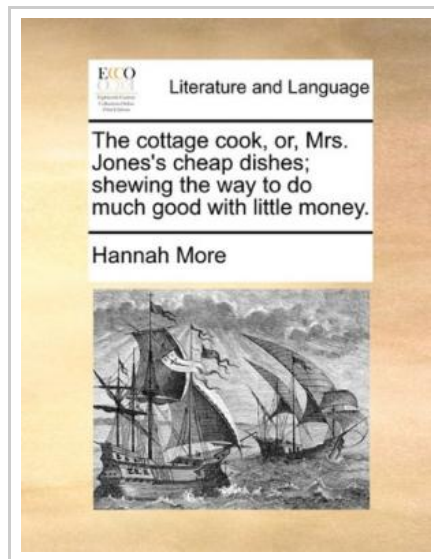 ECCO
Literature and Language
The cottage cook, or, Mrs.
Jones's cheap dishes;
shewing the way to do
much good with little money.
Hannah More